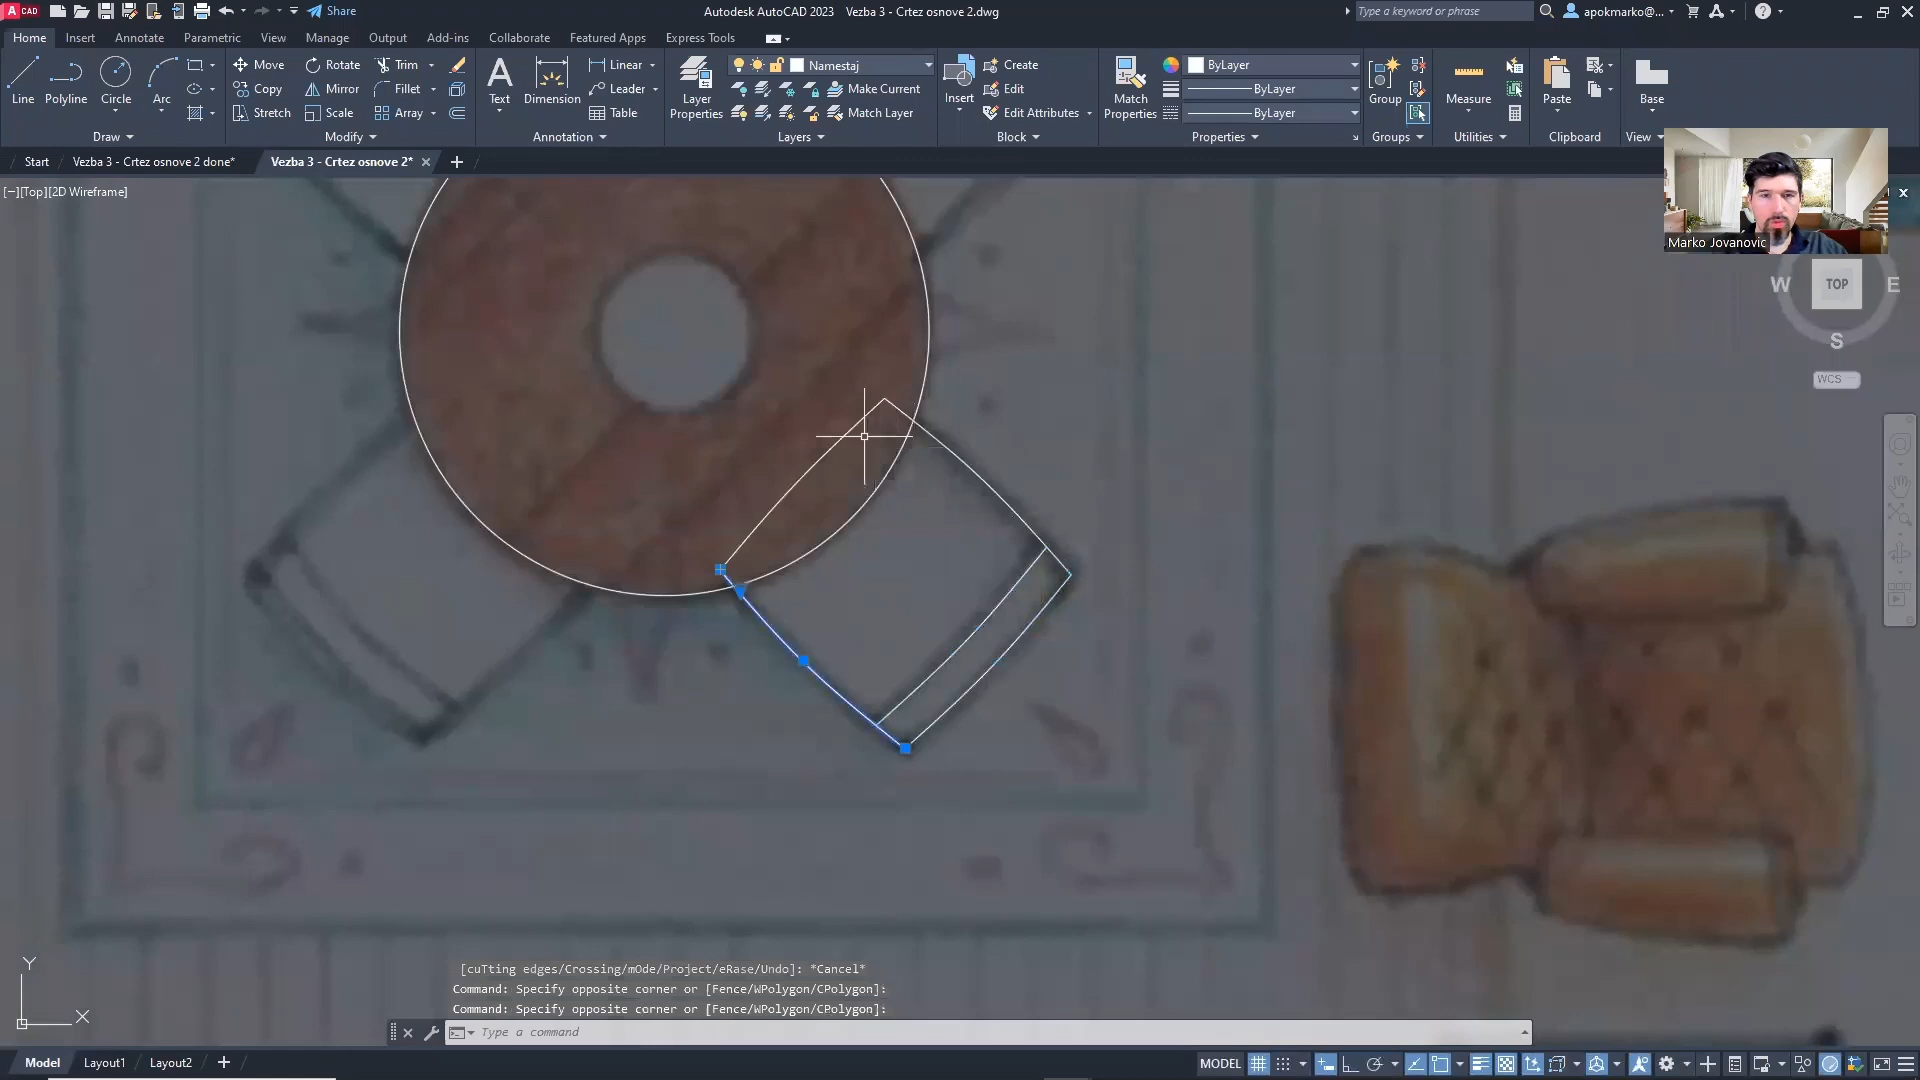 A CAD Share Autodesk AutoCAD 2023 Vezba 3 - Crtez osnove 2.dwg Type a keyword or phrase apokmarko@...
Home Insert Annotate Parametric View Manage Output Add-ins Collaborate Featured Apps Express Tools
Line Polyline Circle Arc
Move Rotate Trim
Copy Mirror Fillet
Stretch Scale Array
Text Dimension
Linear
Leader
Table
Layer Properties
Namestaj
Make Current
Match Layer
Insert
Create
Edit
Edit Attributes
Match Properties
ByLayer
ByLayer
ByLayer
Group Measure Paste Base
Draw Modify Annotation Layers Block Properties Groups Utilities Clipboard View
Start Vezba 3 - Crtez osnove 2 done* Vezba 3 - Crtez osnove 2*
[−][Top][2D Wireframe]
Marko Jovanovic
W TOP E
S
WCS
Y
X
[cuTting edges/Crossing/mOde/Project/eRase/Undo]: *Cancel*
Command: Specify opposite corner or [Fence/WPolygon/CPolygon]:
Command: Specify opposite corner or [Fence/WPolygon/CPolygon]:
Type a command
Model Layout1 Layout2 MODEL